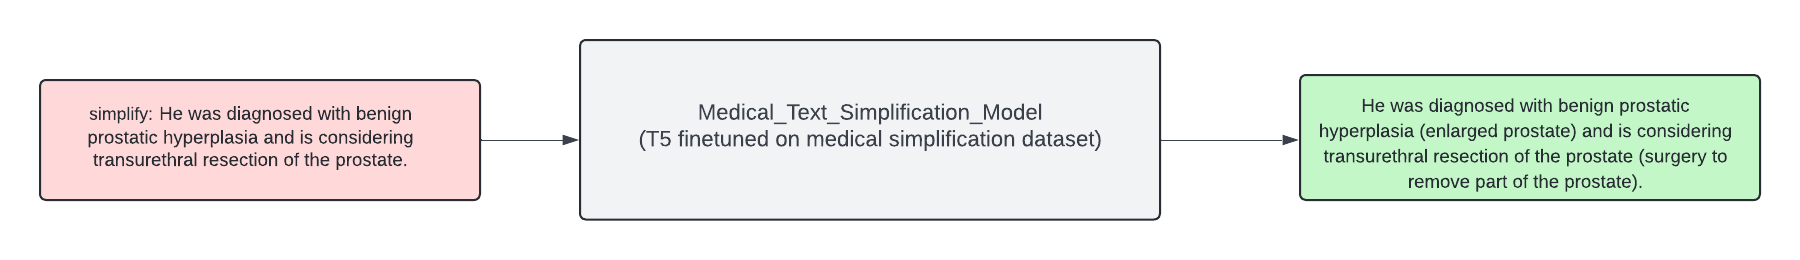 simplify: He was diagnosed with benign
prostatic hyperplasia and is considering
transurethral resection of the prostate.
Medical_Text_Simplification_Model
(T5 finetuned on medical simplification dataset)
He was diagnosed with benign prostatic
hyperplasia (enlarged prostate) and is considering
transurethral resection of the prostate (surgery to
remove part of the prostate).